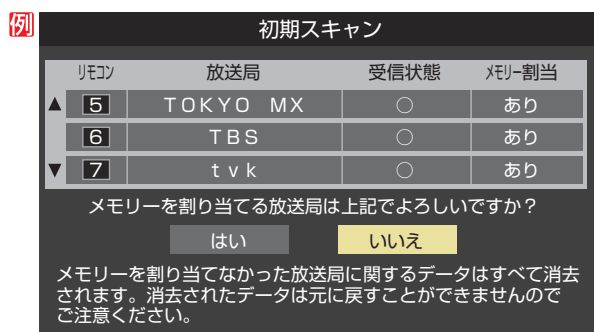 例
初期スキャン
リモコン 放送局 受信状態 メモリー割当
▲ 5 TOKYO MX ○ あり
6 TBS ○ あり
▼ 7 tvk ○ あり
メモリーを割り当てる放送局は上記でよろしいですか？
はい いいえ
メモリーを割り当てなかった放送局に関するデータはすべて消去
されます。消去されたデータは元に戻すことができませんので
ご注意ください。